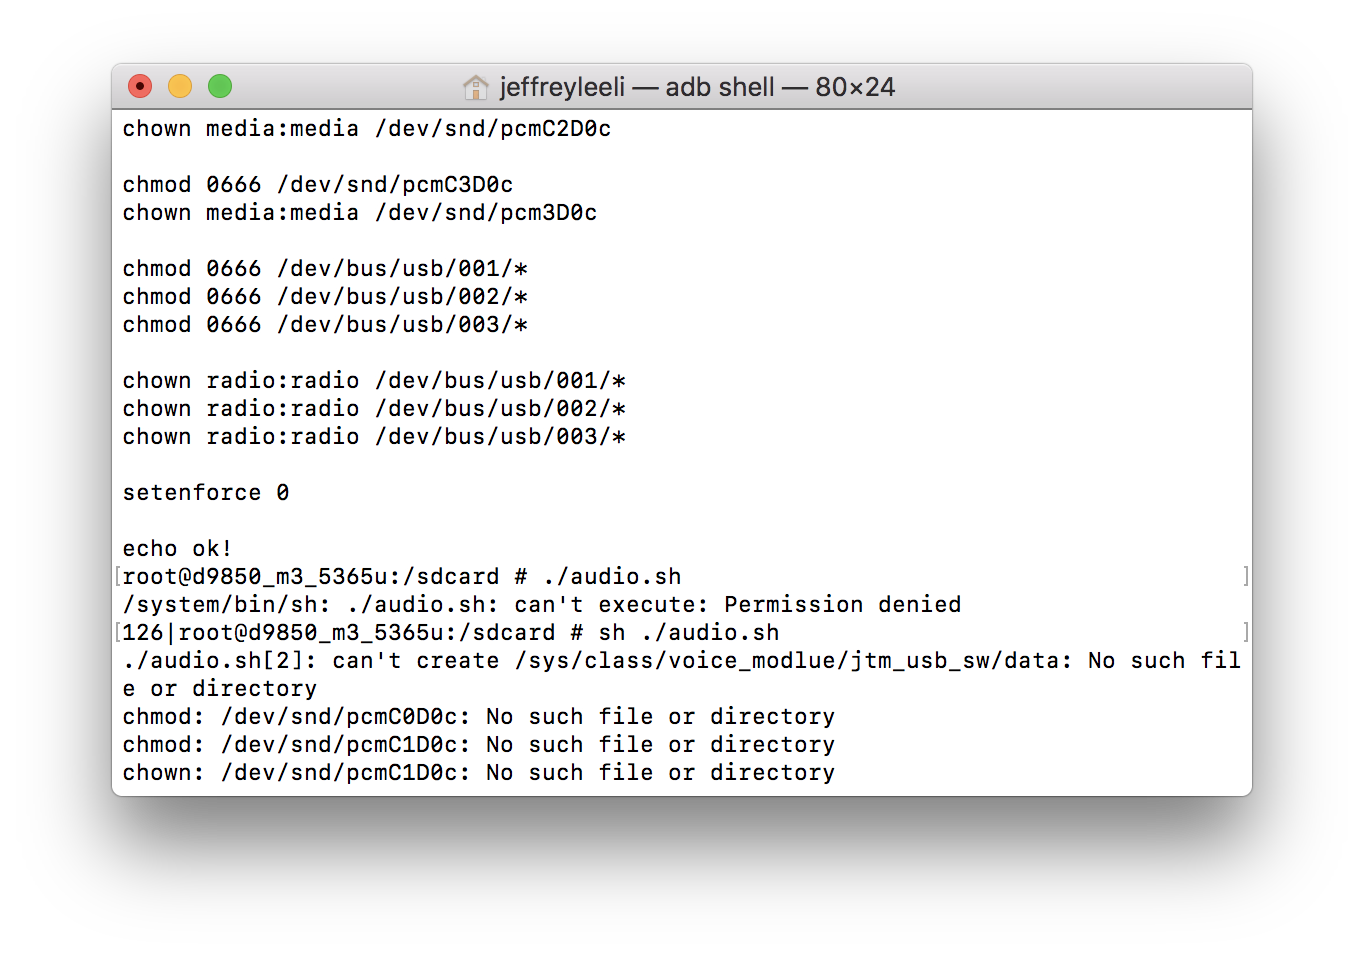 jeffreyleeli — adb shell — 80×24
chown media:media /dev/snd/pcmC2D0c
chmod 0666 /dev/snd/pcmC3D0c
chown media:media /dev/snd/pcm3D0c
chmod 0666 /dev/bus/usb/001/*
chmod 0666 /dev/bus/usb/002/*
chmod 0666 /dev/bus/usb/003/*
chown radio:radio /dev/bus/usb/001/*
chown radio:radio /dev/bus/usb/002/*
chown radio:radio /dev/bus/usb/003/*
setenforce 0
echo ok!
[root@d9850_m3_5365u:/sdcard # ./audio.sh ]
/system/bin/sh: ./audio.sh: can't execute: Permission denied
[126|root@d9850_m3_5365u:/sdcard # sh ./audio.sh ]
./audio.sh[2]: can't create /sys/class/voice_modlue/jtm_usb_sw/data: No such fil
e or directory
chmod: /dev/snd/pcmC0D0c: No such file or directory
chmod: /dev/snd/pcmC1D0c: No such file or directory
chown: /dev/snd/pcmC1D0c: No such file or directory